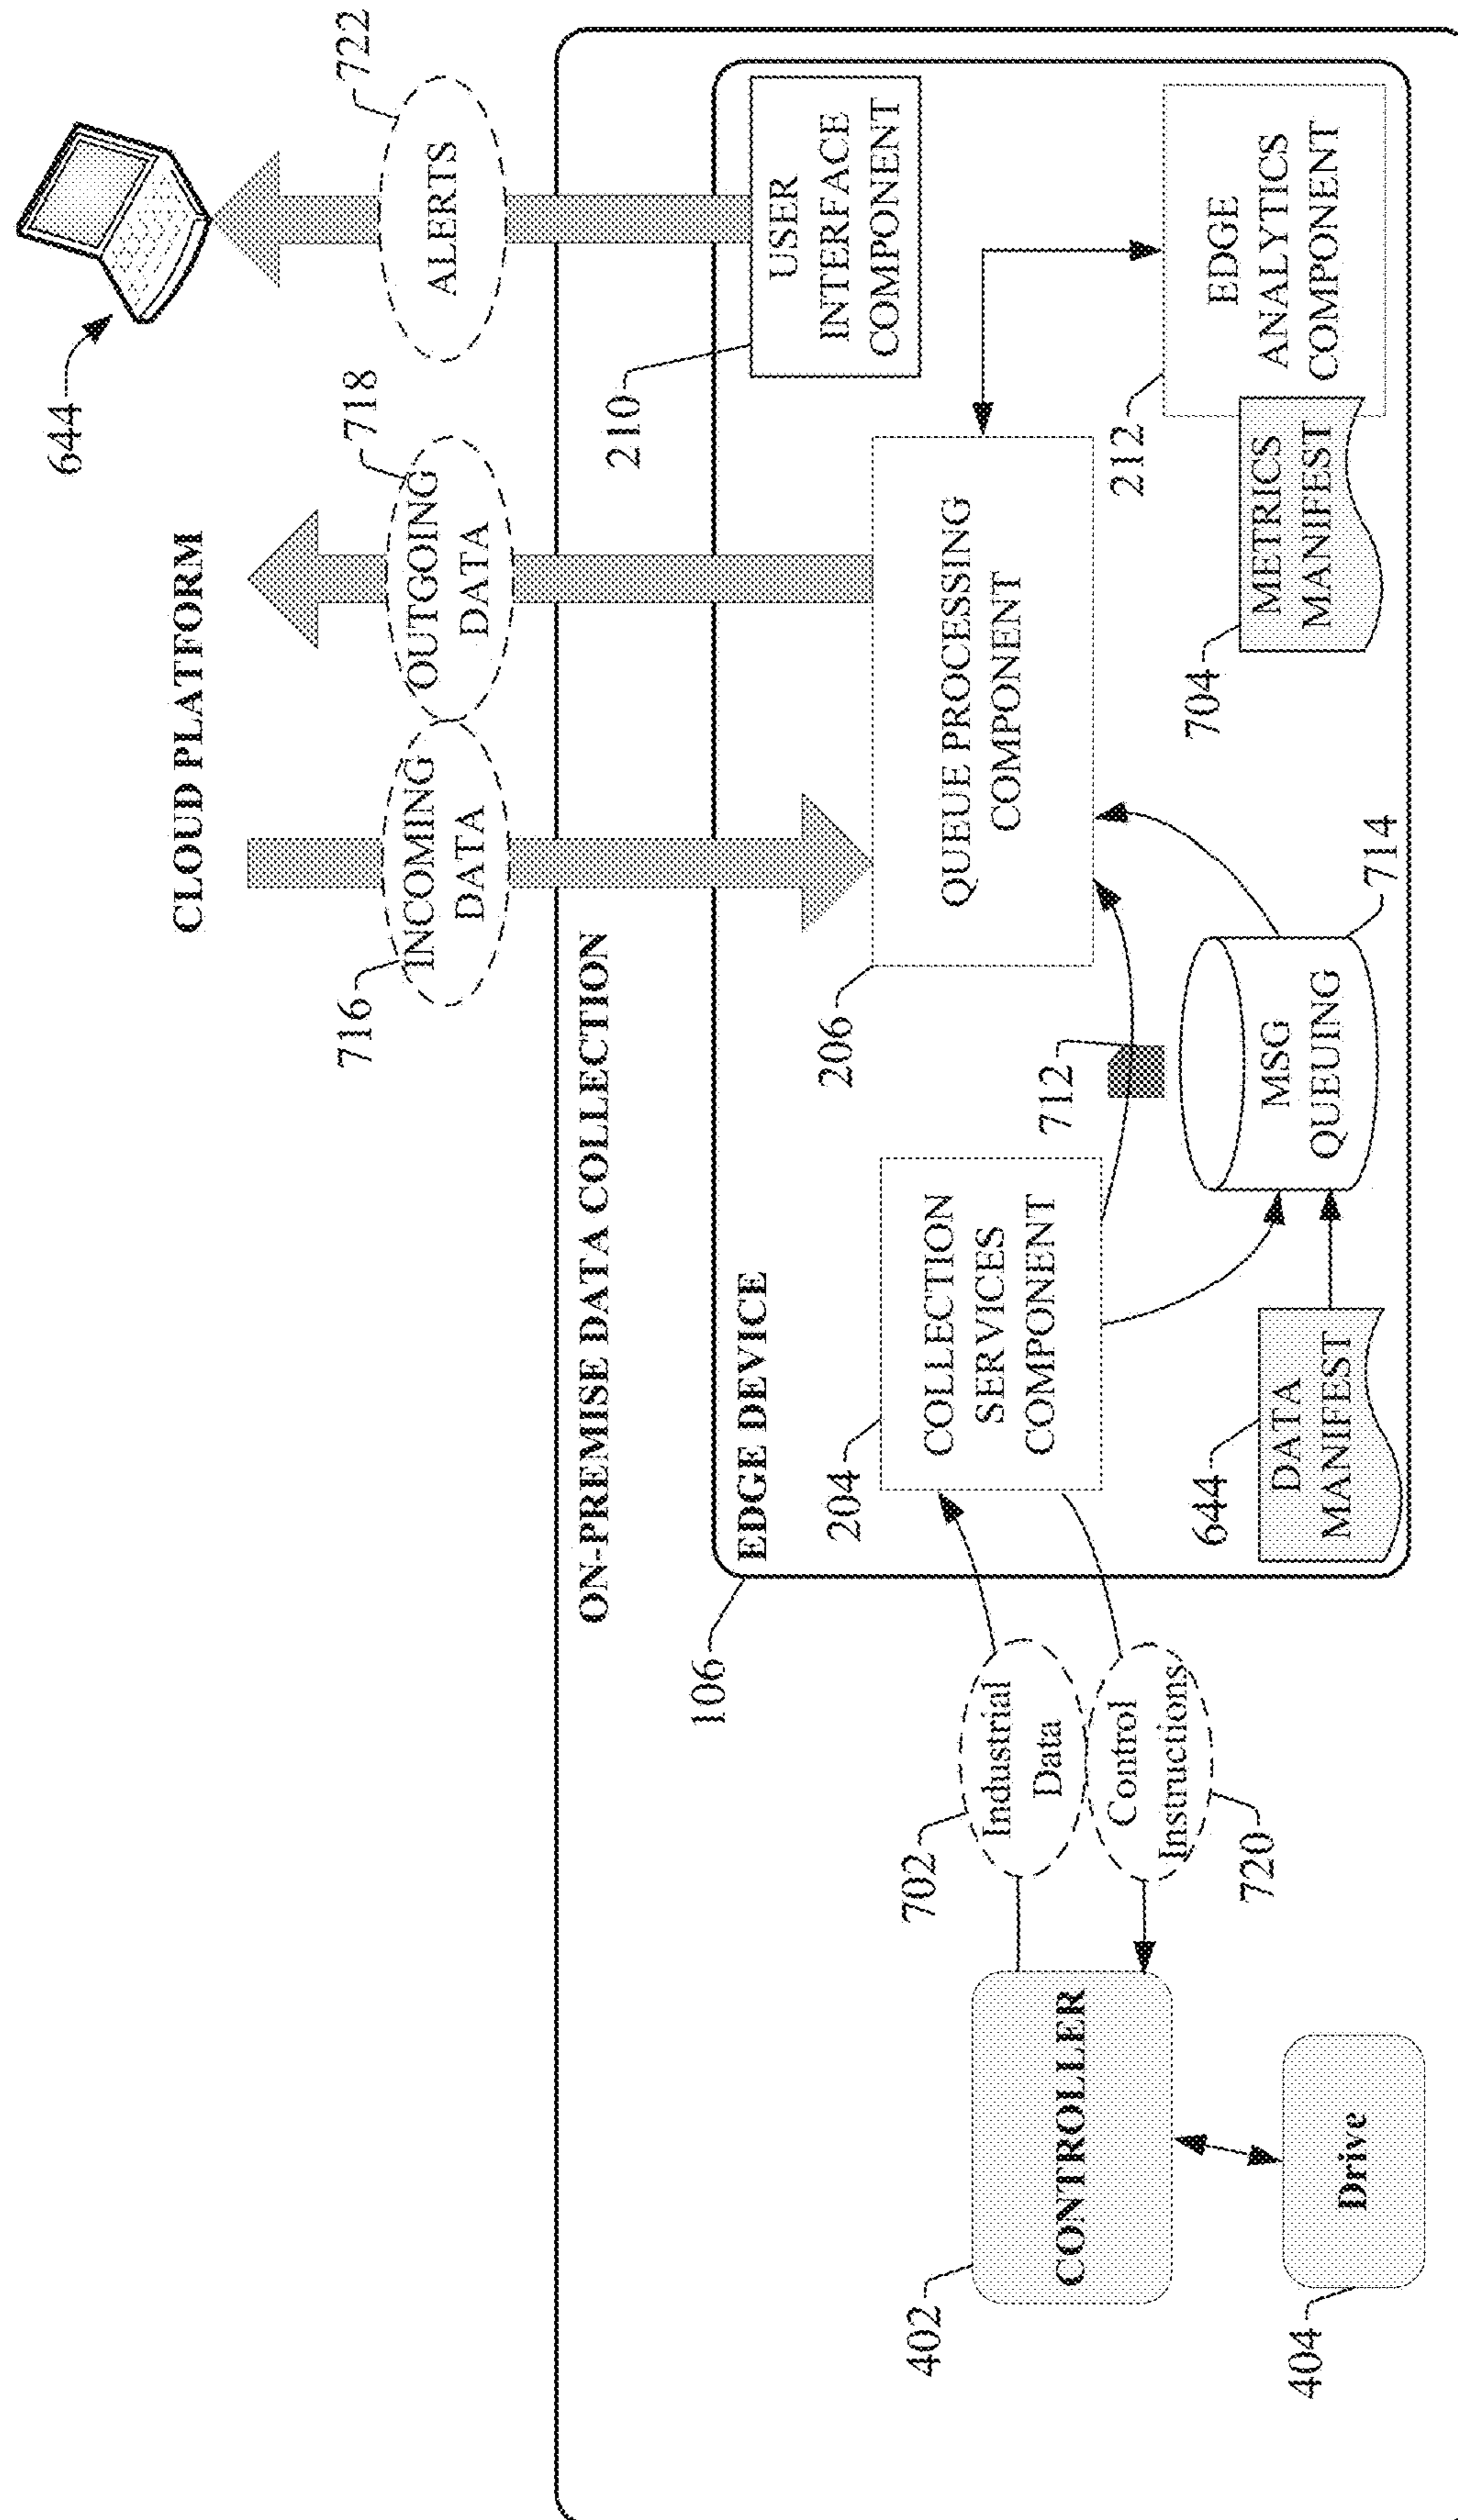 644
722
CLOUD PLATFORM
716
INCOMING
DATA
718
OUTGOING
DATA
ALERTS
ON-PREMISE DATA COLLECTION
210
EDGE DEVICE
106
USER
INTERFACE
COMPONENT
204
COLLECTION
SERVICES
COMPONENT
206
QUEUE PROCESSING
COMPONENT
702
Industrial
Data
Control
Instructions
720
712
402
CONTROLLER
212
EDGE
ANALYTICS
COMPONENT
644
DATA
MANIFEST
MSG
QUEUING
714
704
METRICS
MANIFEST
404
Drive